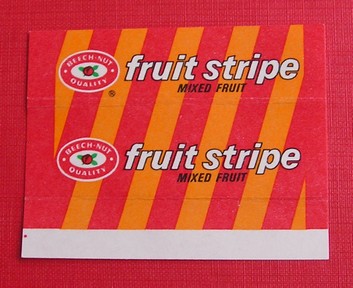 BEECH-NUT
QUALITY
®
fruit stripe
MIXED FRUIT
BEECH-NUT
QUALITY
fruit stripe
MIXED FRUIT